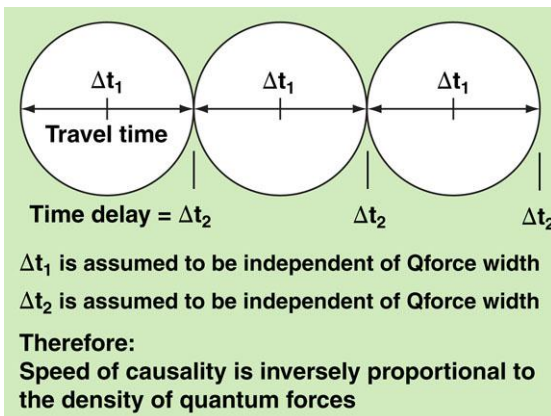 Δt₁ Δt₁ Δt₁
Travel time
Time delay = Δt₂ Δt₂ Δt₂
Δt₁ is assumed to be independent of Qforce width
Δt₂ is assumed to be independent of Qforce width
Therefore:
Speed of causality is inversely proportional to
the density of quantum forces